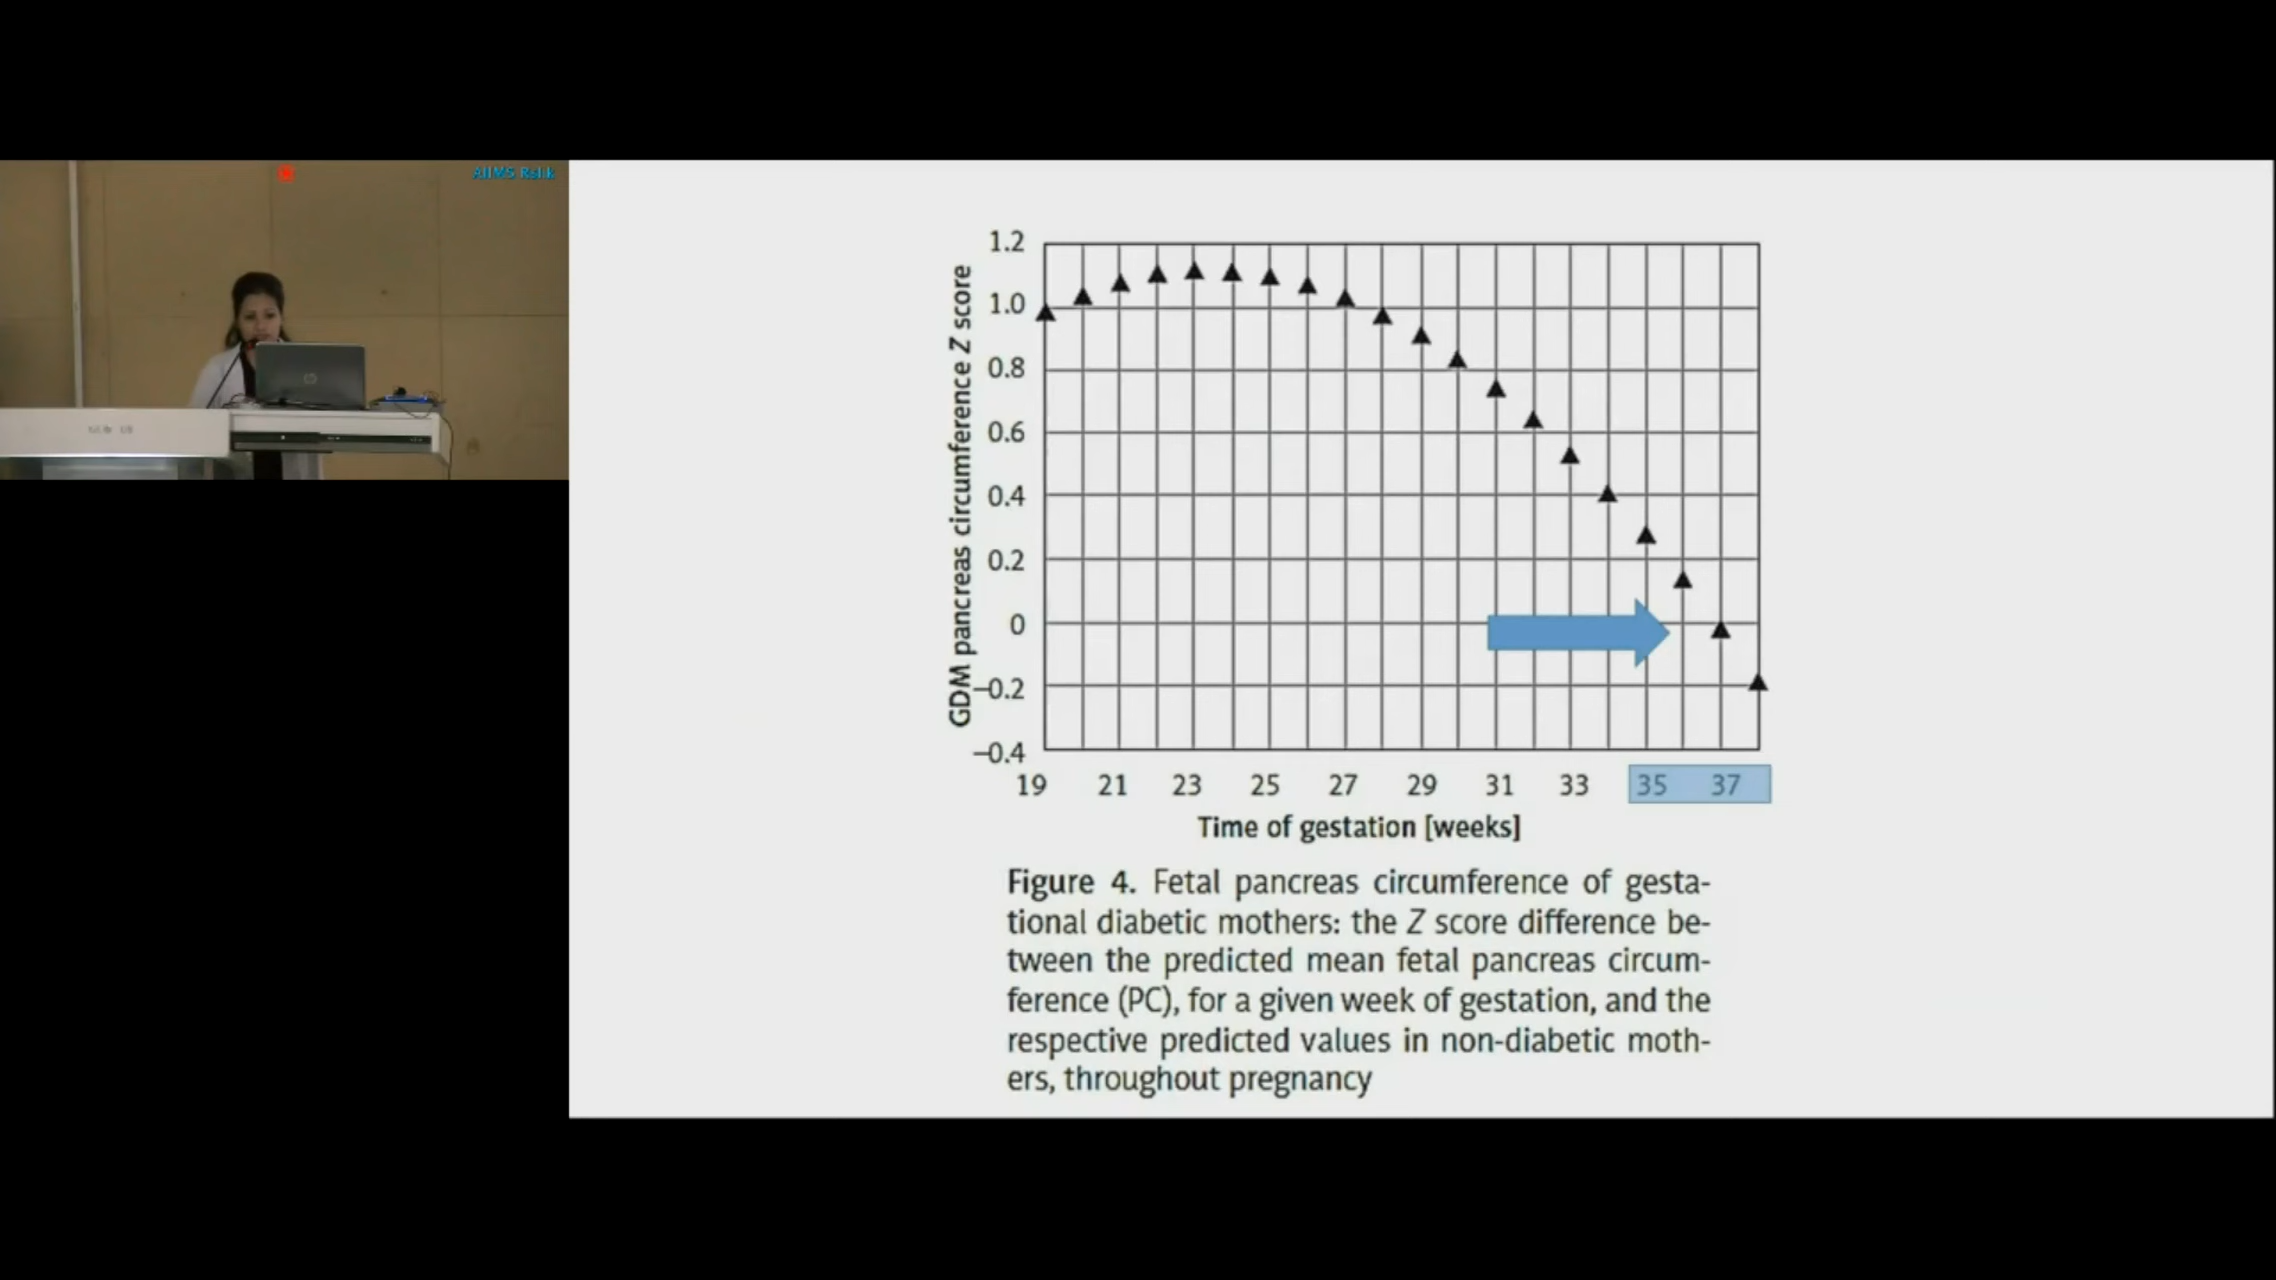 1.2
1.0
0.8
0.6
0.4
0.2
0
–0.2
–0.4
GDM pancreas circumference Z score
19 21 23 25 27 29 31 33 35 37
Time of gestation [weeks]
Figure 4. Fetal pancreas circumference of gesta-
tional diabetic mothers: the Z score difference be-
tween the predicted mean fetal pancreas circum-
ference (PC), for a given week of gestation, and the
respective predicted values in non-diabetic moth-
ers, throughout pregnancy